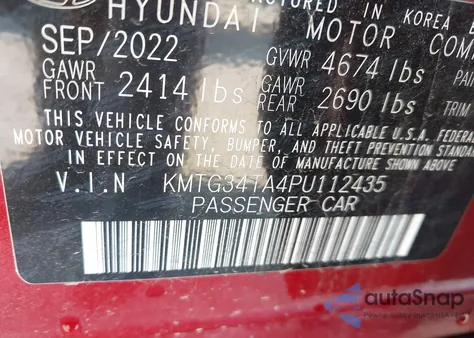 HYUNDAI MOTOR
IN KOREA
SEP/2022 GVWR 4674 lbs
GAWR FRONT 2414 lbs GAWR REAR 2690 lbs
THIS VEHICLE CONFORMS TO ALL APPLICABLE U.S.A. FEDERAL
MOTOR VEHICLE SAFETY, BUMPER, AND THEFT PREVENTION
IN EFFECT ON THE DATE OF MANUFACTURE SHOWN ABOVE
V.I.N KMTG34TA4PU112435
PASSENGER CAR
autoSnap